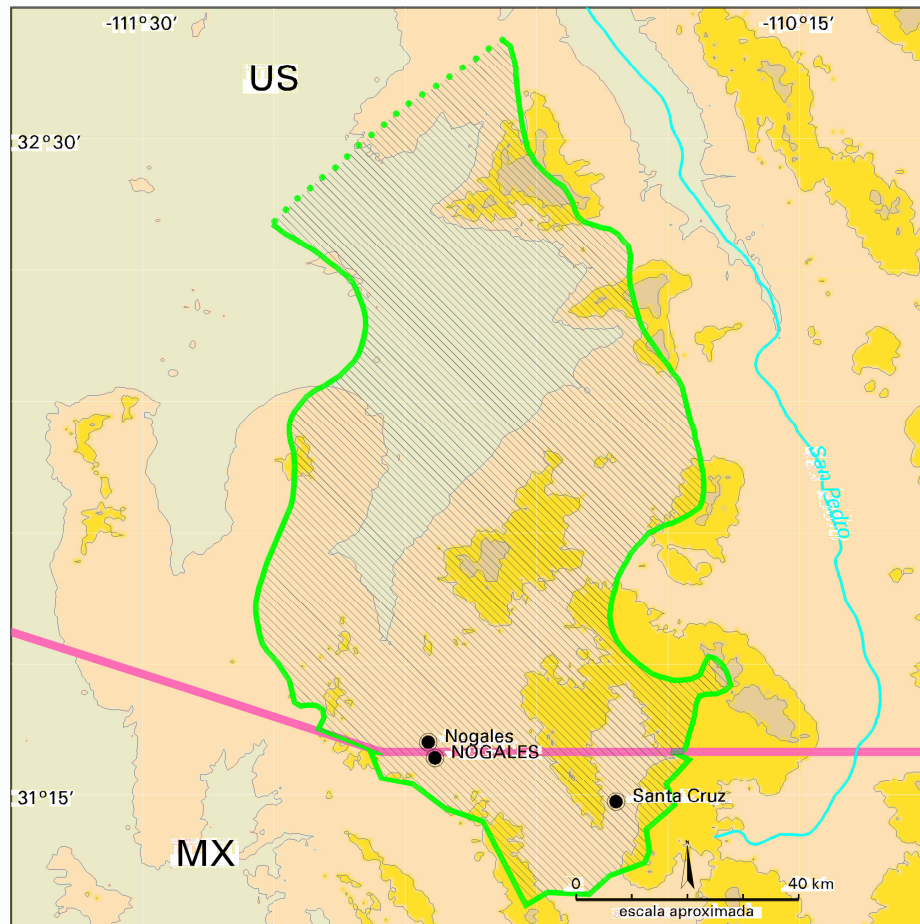 -111°30′
-110°15′
US
32°30′
San Pedro
Nogales
NOGALES
31°15′
Santa Cruz
MX
N
0
40 km
escala aproximada